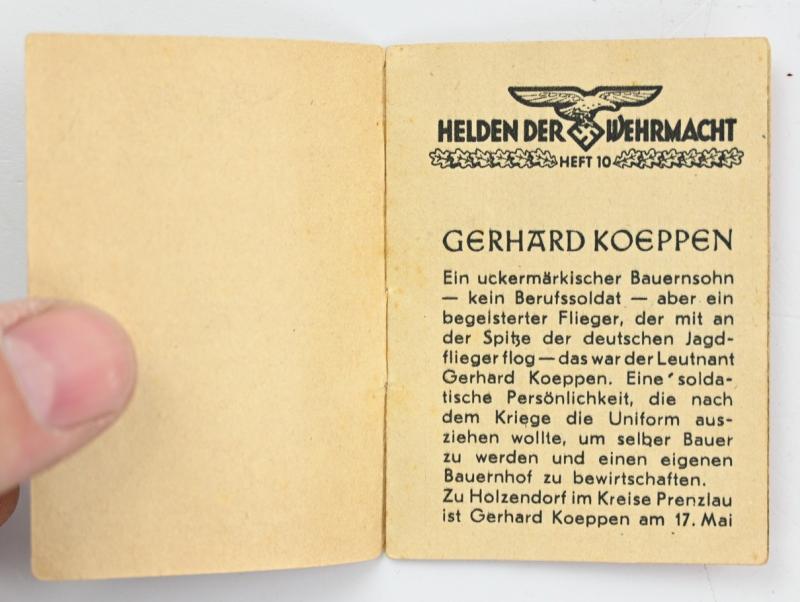 HELDEN DER WEHRMACHT
HEFT 10
GERHARD KOEPPEN
Ein uckermärkischer Bauernsohn
— kein Berufssoldat — aber ein
begeisterter Flieger, der mit an
der Spitze der deutschen Jagd-
flieger flog — das war der Leutnant
Gerhard Koeppen. Eine solda-
tische Persönlichkeit, die nach
dem Kriege die Uniform aus-
ziehen wollte, um selber Bauer
zu werden und einen eigenen
Bauernhof zu bewirtschaften.
Zu Holzendorf im Kreise Prenzlau
ist Gerhard Koeppen am 17. Mai